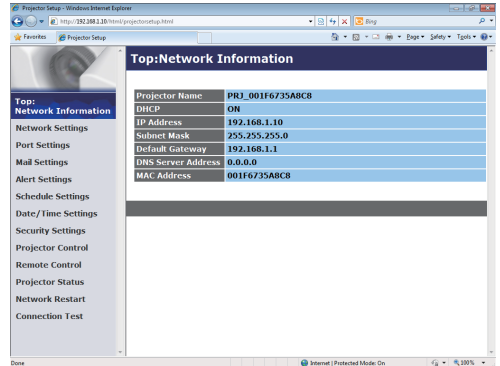 Projector Setup - Windows Internet Explorer
http://192.168.1.10/html/projectorsetup.html
Bing
Favorites Projector Setup Page Safety Tools
Top:Network Information
Projector Name PRJ_001F6735A8C8
DHCP ON
IP Address 192.168.1.10
Subnet Mask 255.255.255.0
Default Gateway 192.168.1.1
DNS Server Address 0.0.0.0
MAC Address 001F6735A8C8
Top:
Network Information
Network Settings
Port Settings
Mail Settings
Alert Settings
Schedule Settings
Date/Time Settings
Security Settings
Projector Control
Remote Control
Projector Status
Network Restart
Connection Test
Done Internet | Protected Mode: On 100%